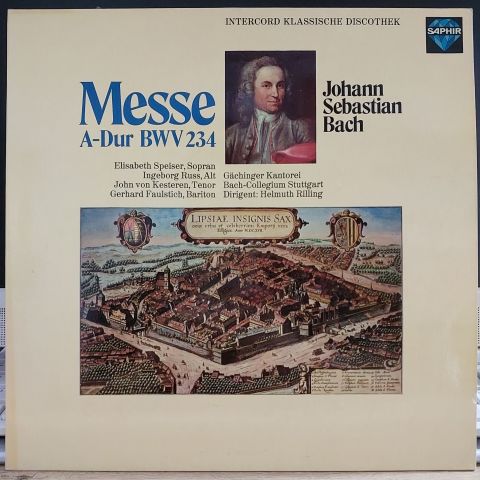 INTERCORD KLASSISCHE DISCOTHEK
SAPHIR
Messe
A-Dur BWV 234
Johann
Sebastian
Bach
Elisabeth Speiser, Sopran
Ingeborg Russ, Alt
John von Kesteren, Tenor
Gerhard Faulstich, Bariton
Gächinger Kantorei
Bach-Collegium Stuttgart
Dirigent: Helmuth Rilling
LIPSIAE INSIGNIS SAX